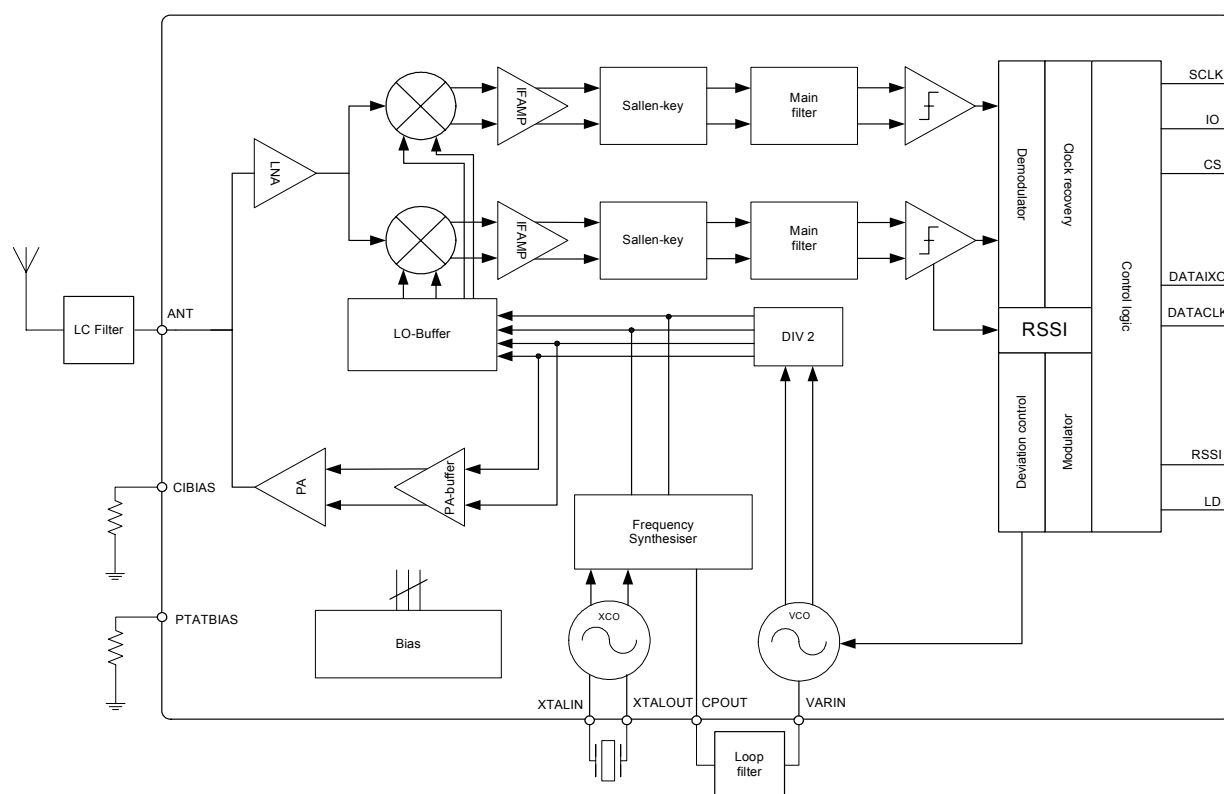 SCLK
IFAMP
Sallen-key
Main
filter
IO
Demodulator
Clock recovery
CS
LNA
IFAMP
Sallen-key
Main
filter
Control logic
DATAIXO
ANT
DATACLK
LC Filter
LO-Buffer
DIV 2
RSSI
Deviation control
Modulator
RSSI
CIBIAS
PA
PA-buffer
LD
Frequency
Synthesiser
PTATBIAS
XCO
VCO
Bias
XTALIN
XTALOUT
CPOUT
VARIN
Loop
filter